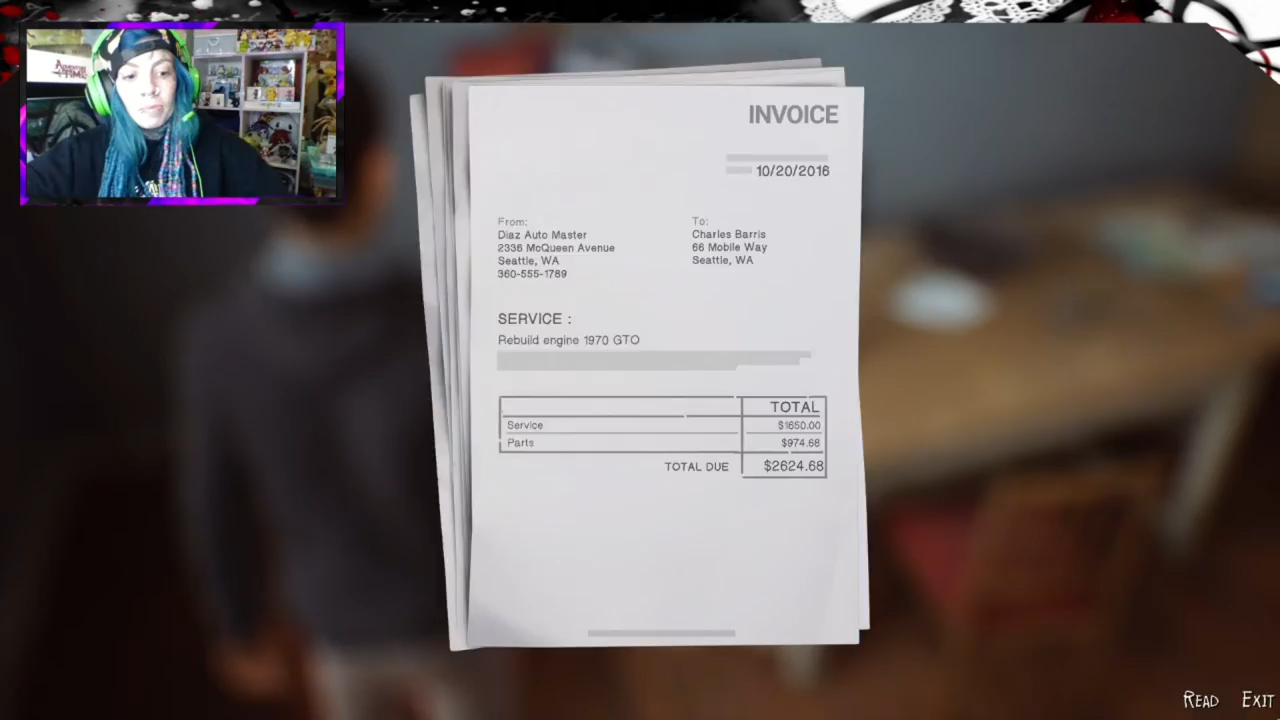 ADVENTURE
TIME
INVOICE
10/20/2016
From:
Diaz Auto Master
2336 McQueen Avenue
Seattle, WA
360-555-1789
To:
Charles Barris
66 Mobile Way
Seattle, WA
SERVICE :
Rebuild engine 1970 GTO
TOTAL
Service $1650.00
Parts $974.68
TOTAL DUE $2624.68
READ EXIT